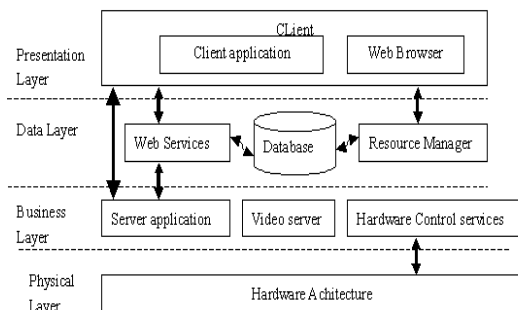 CLient
Client application
Web Browser
Presentation
Layer
Data Layer
Web Services
Database
Resource Manager
Business
Layer
Server application
Video server
Hardware Control services
Physical
Layer
Hardware Architecture